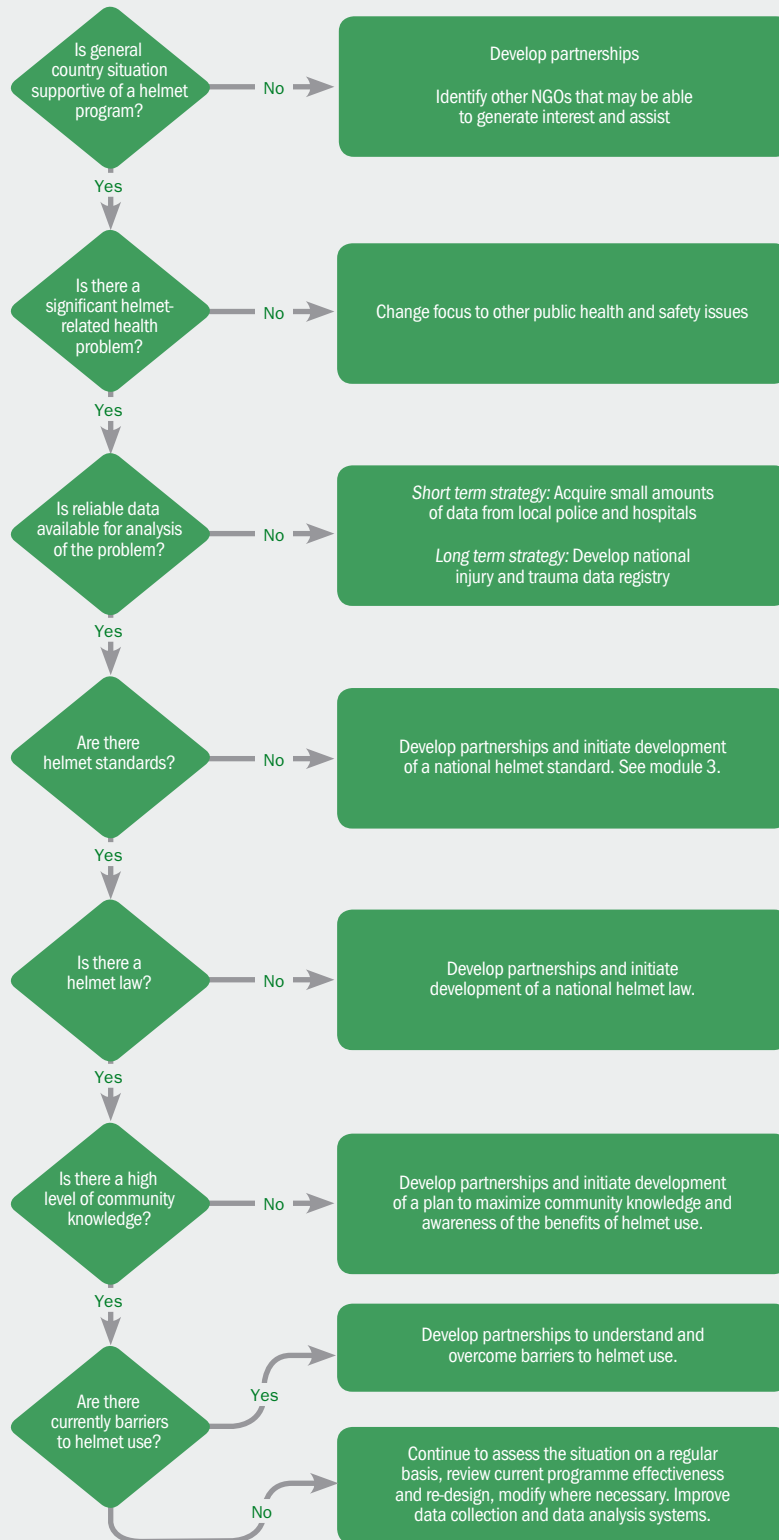 Is general
country situation
supportive of a helmet
program?
No
Develop partnerships
Identify other NGOs that may be able
to generate interest and assist
Yes
Is there a
significant helmet-
related health
problem?
No
Change focus to other public health and safety issues
Yes
Is reliable data
available for analysis
of the problem?
No
Short term strategy: Acquire small amounts
of data from local police and hospitals
Long term strategy: Develop national
injury and trauma data registry
Yes
Are there
helmet standards?
No
Develop partnerships and initiate development
of a national helmet standard. See module 3.
Yes
Is there a
helmet law?
No
Develop partnerships and initiate
development of a national helmet law.
Yes
Is there a high
level of community
knowledge?
No
Develop partnerships and initiate development
of a plan to maximize community knowledge and
awareness of the benefits of helmet use.
Yes
Are there
currently barriers
to helmet use?
Yes
Develop partnerships to understand and
overcome barriers to helmet use.
No
Continue to assess the situation on a regular
basis, review current programme effectiveness
and re-design, modify where necessary. Improve
data collection and data analysis systems.